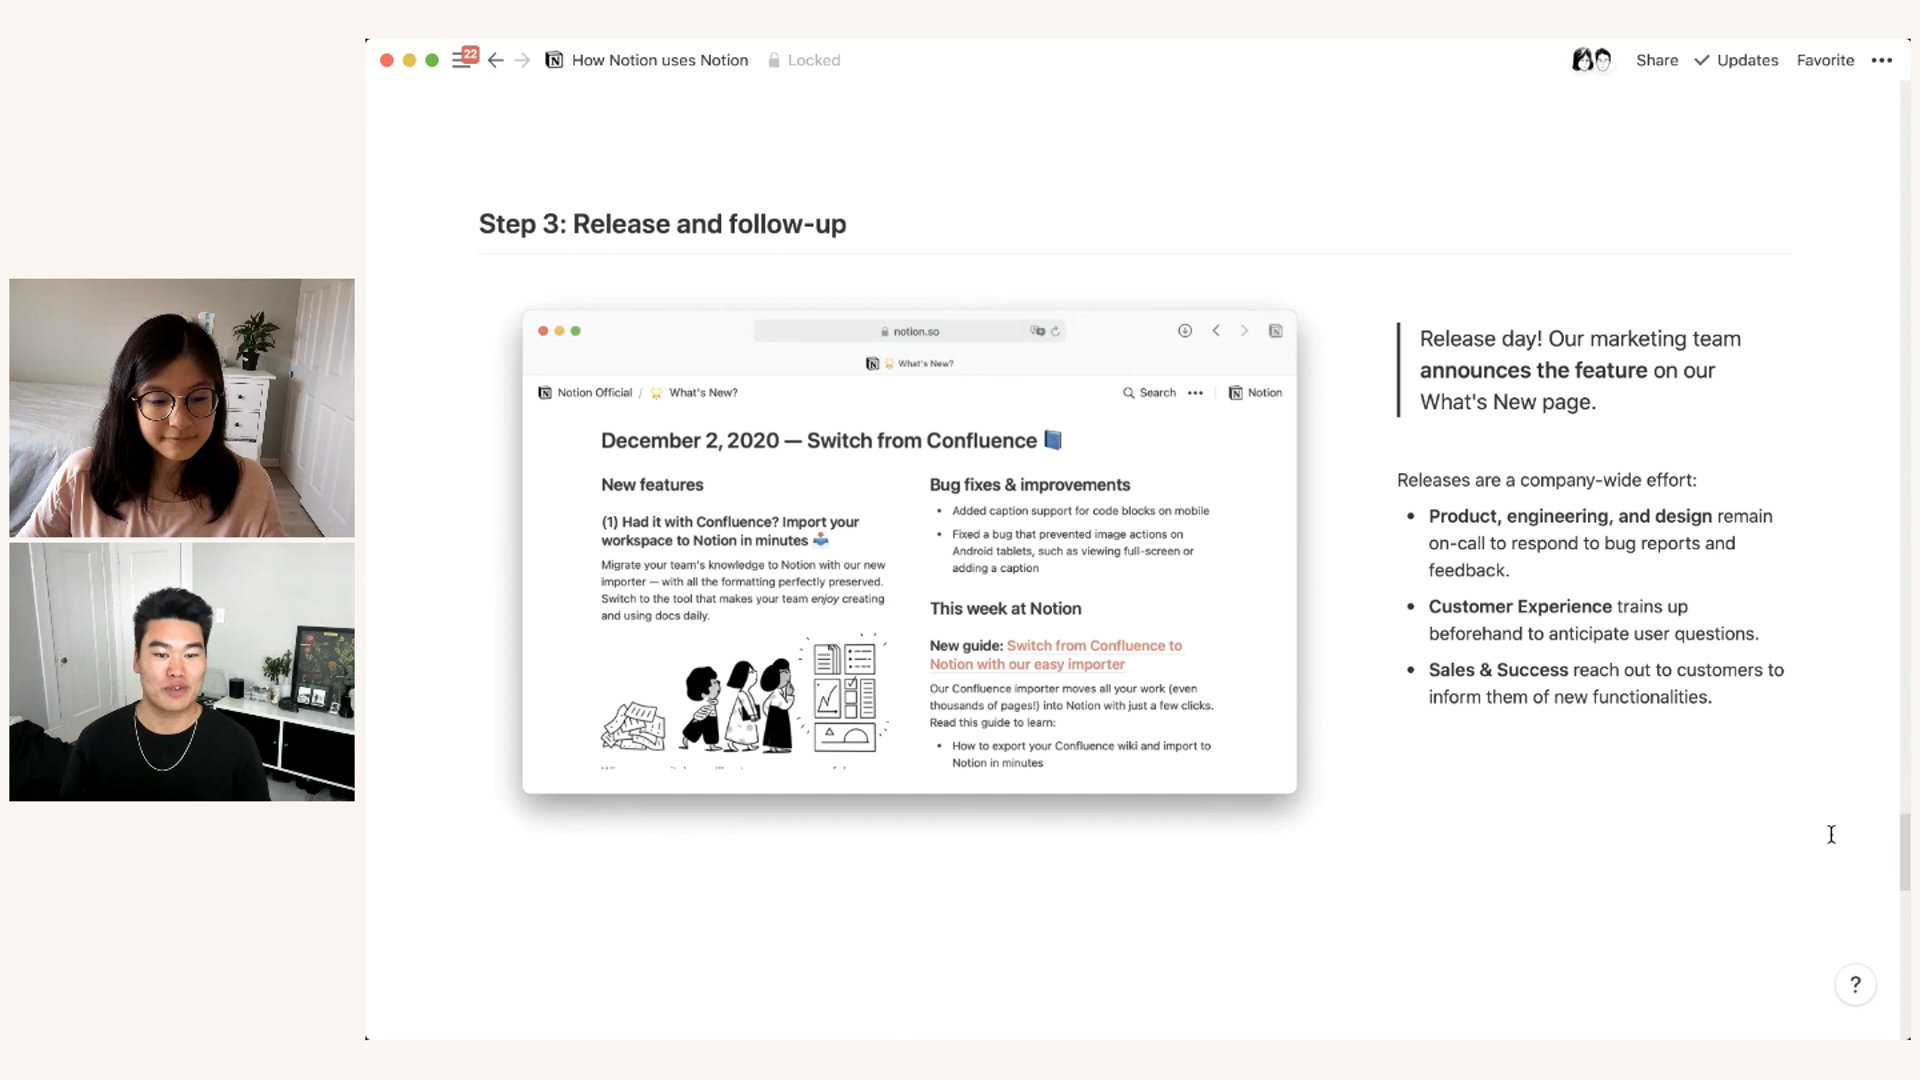 22
How Notion uses Notion
Locked
Share
Updates
Favorite
Step 3: Release and follow-up
notion.so
What's New?
Notion Official / What's New?
Search
Notion
December 2, 2020 — Switch from Confluence
New features
(1) Had it with Confluence? Import your
workspace to Notion in minutes
Migrate your team's knowledge to Notion with our new
importer — with all the formatting perfectly preserved.
Switch to the tool that makes your team enjoy creating
and using docs daily.
Bug fixes & improvements
• Added caption support for code blocks on mobile
• Fixed a bug that prevented image actions on
Android tablets, such as viewing full-screen or
adding a caption
This week at Notion
New guide: Switch from Confluence to
Notion with our easy importer
Our Confluence importer moves all your work (even
thousands of pages!) into Notion with just a few clicks.
Read this guide to learn:
• How to export your Confluence wiki and import to
Notion in minutes
Release day! Our marketing team
announces the feature on our
What's New page.
Releases are a company-wide effort:
• Product, engineering, and design remain
on-call to respond to bug reports and
feedback.
• Customer Experience trains up
beforehand to anticipate user questions.
• Sales & Success reach out to customers to
inform them of new functionalities.
?